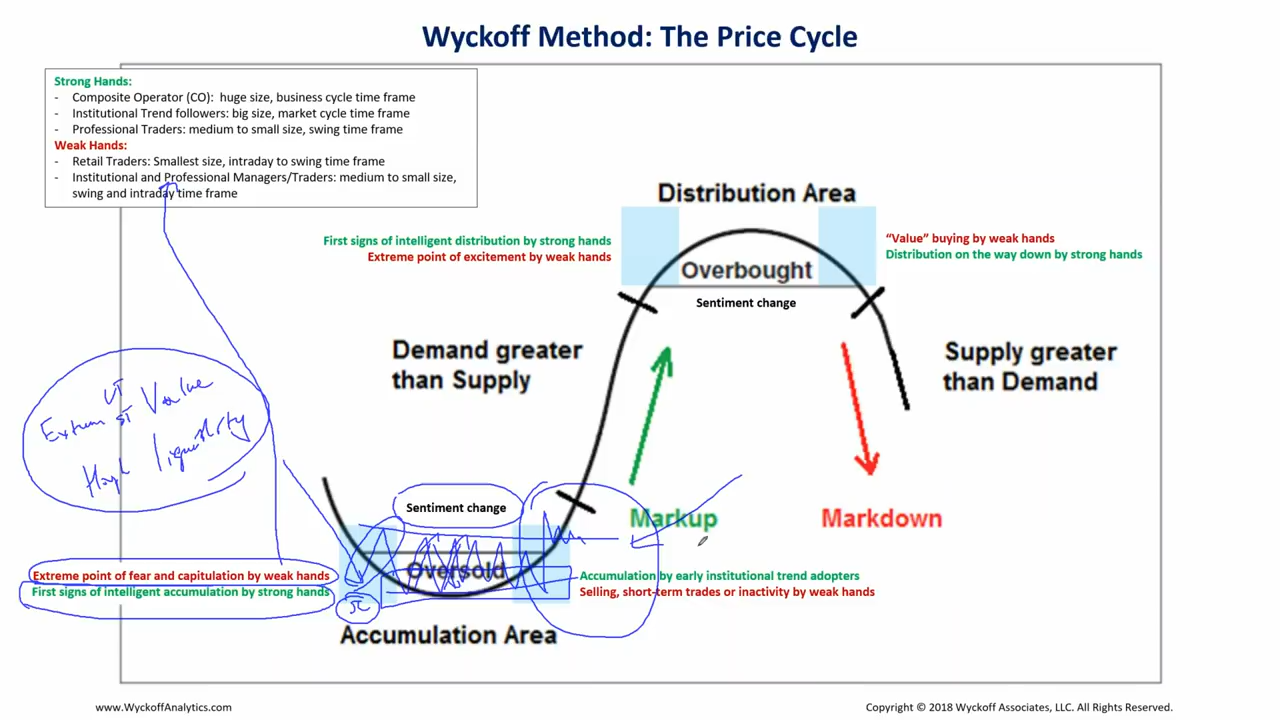 Wyckoff Method: The Price Cycle
Strong Hands:
- Composite Operator (CO): huge size, business cycle time frame
- Institutional Trend followers: big size, market cycle time frame
- Professional Traders: medium to small size, swing time frame
Weak Hands:
- Retail Traders: Smallest size, intraday to swing time frame
- Institutional and Professional Managers/Traders: medium to small size,
swing and intraday time frame
Distribution Area
First signs of intelligent distribution by strong hands
Extreme point of excitement by weak hands
"Value" buying by weak hands
Distribution on the way down by strong hands
Overbought
Sentiment change
Demand greater
than Supply
Supply greater
than Demand
Value
High liquidity
Sentiment change
Markup
Markdown
Oversold
Extreme point of fear and capitulation by weak hands
First signs of intelligent accumulation by strong hands
Accumulation by early institutional trend adopters
Selling, short-term trades or inactivity by weak hands
Accumulation Area
www.WyckoffAnalytics.com
Copyright © 2018 Wyckoff Associates, LLC. All Rights Reserved.